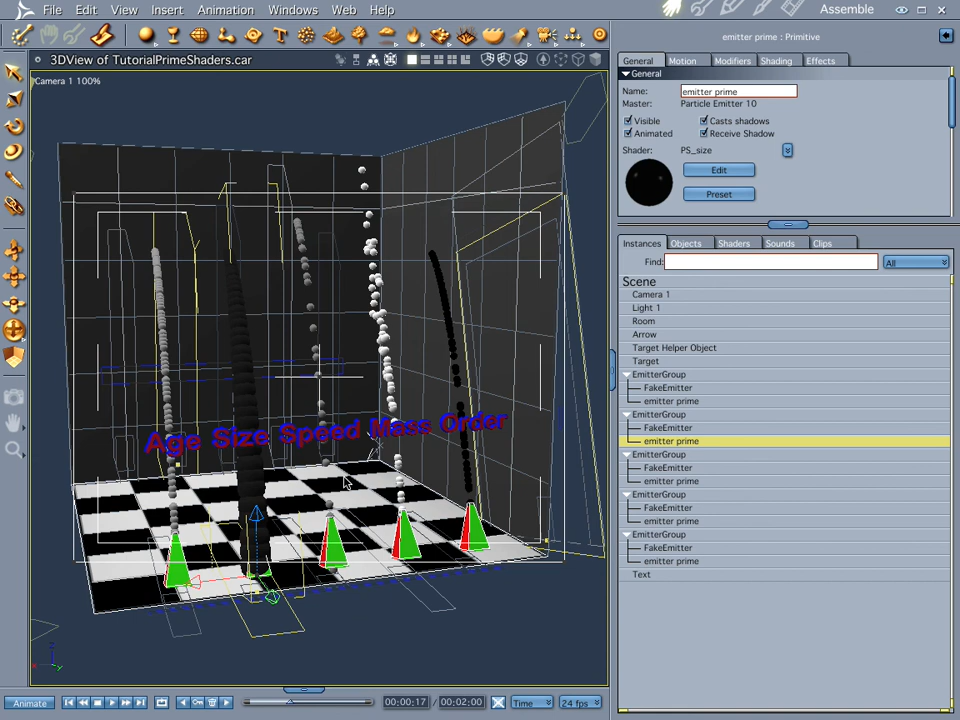 File Edit View Insert Animation Windows Web Help Assemble
3DView of TutorialPrimeShaders.car
Camera 1 100%
Age Size Speed Mass Order
emitter prime : Primitive
General Motion Modifiers Shading Effects
General
Name: emitter prime
Master: Particle Emitter 10
Visible Casts shadows
Animated Receive Shadow
Shader: PS_size
Edit
Preset
Instances Objects Shaders Sounds Clips
Find: All
Scene
Camera 1
Light 1
Room
Arrow
Target Helper Object
Target
EmitterGroup
FakeEmitter
emitter prime
EmitterGroup
FakeEmitter
emitter prime
EmitterGroup
FakeEmitter
emitter prime
EmitterGroup
FakeEmitter
emitter prime
EmitterGroup
FakeEmitter
emitter prime
Text
Animate 00:00:17 / 00:02:00 Time 24 fps